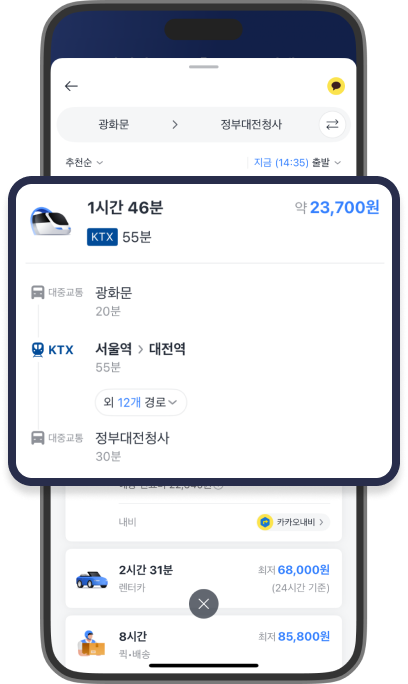 광화문 > 정부대전청사
추천순
지금 (14:35) 출발
1시간 46분
약 23,700원
KTX 55분
대중교통 광화문
20분
KTX 서울역 > 대전역
55분
외 12개 경로
대중교통 정부대전청사
30분
내비 카카오내비 >
2시간 31분 최저 68,000원
렌터카 (24시간 기준)
8시간 최저 85,800원
퀵•배송